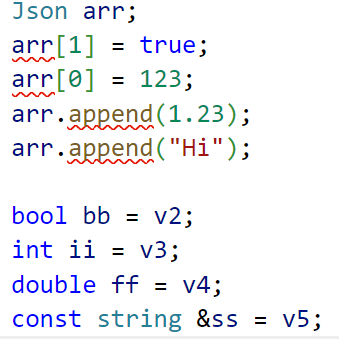 Json arr;
arr[1] = true;
arr[0] = 123;
arr.append(1.23);
arr.append("Hi");
bool bb = v2;
int ii = v3;
double ff = v4;
const string &ss = v5;